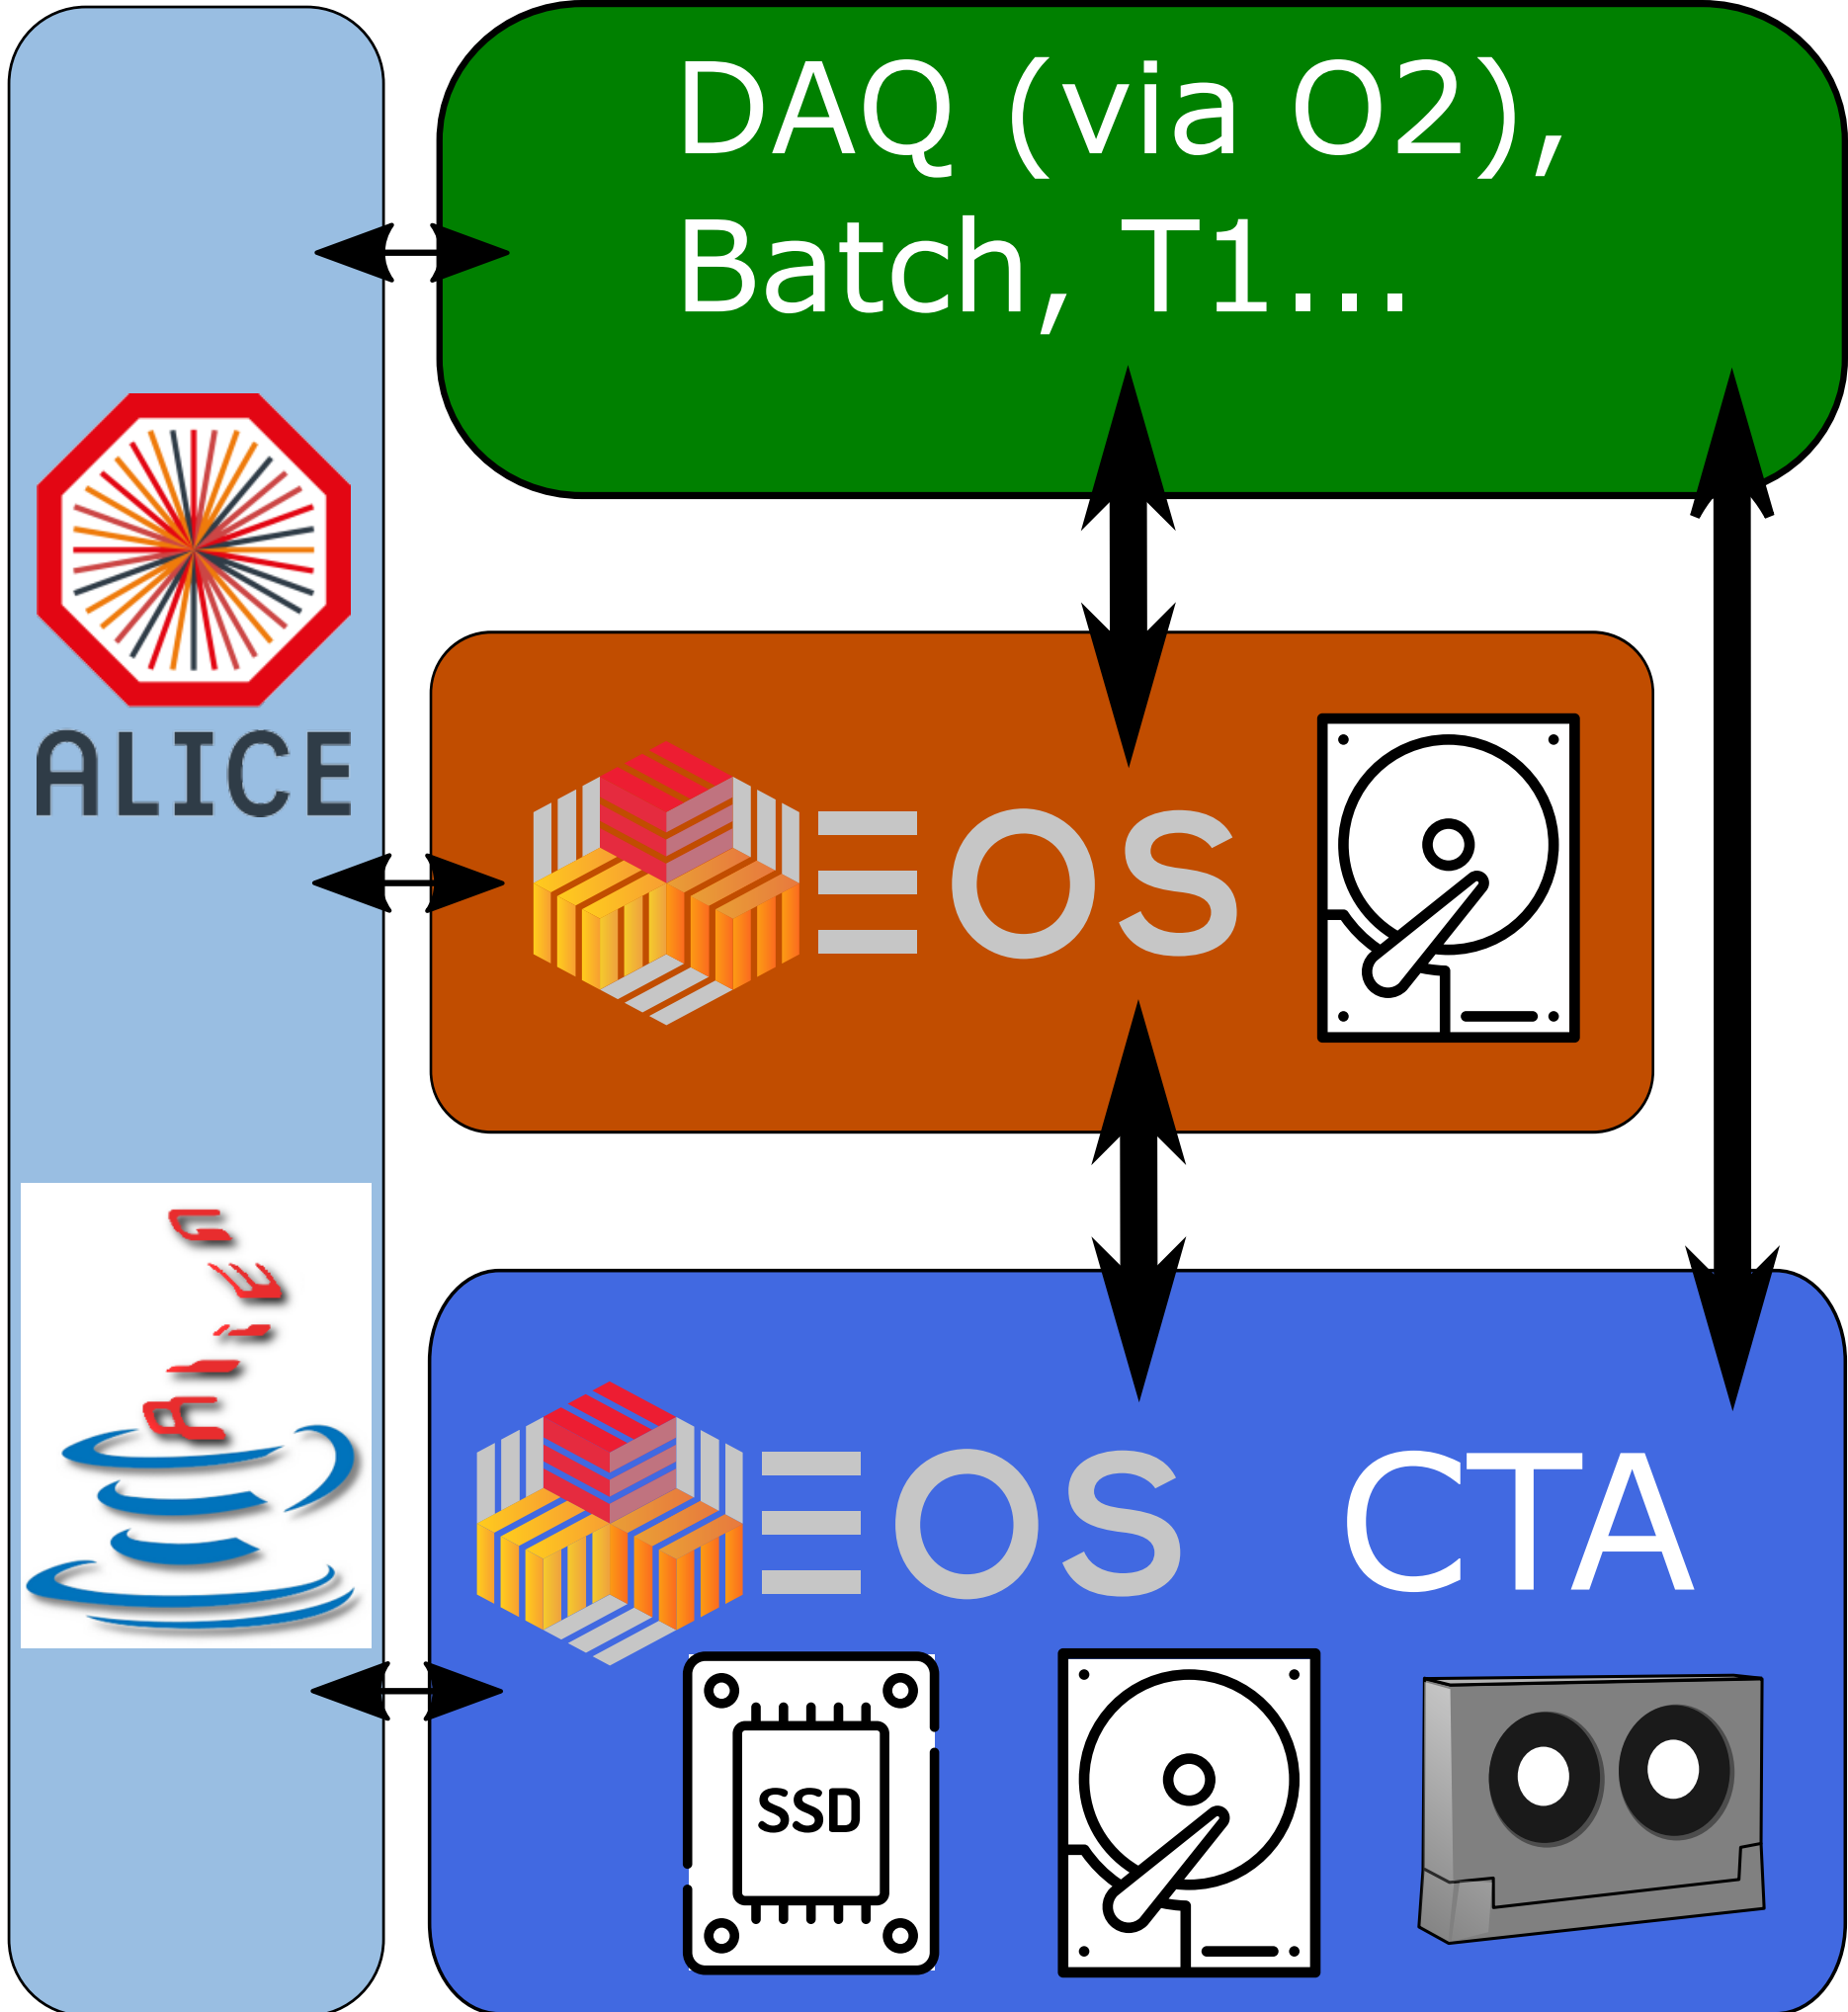 DAQ (via O2),
Batch, T1...
ALICE
EOS
AliEn
EOS CTA
SSD